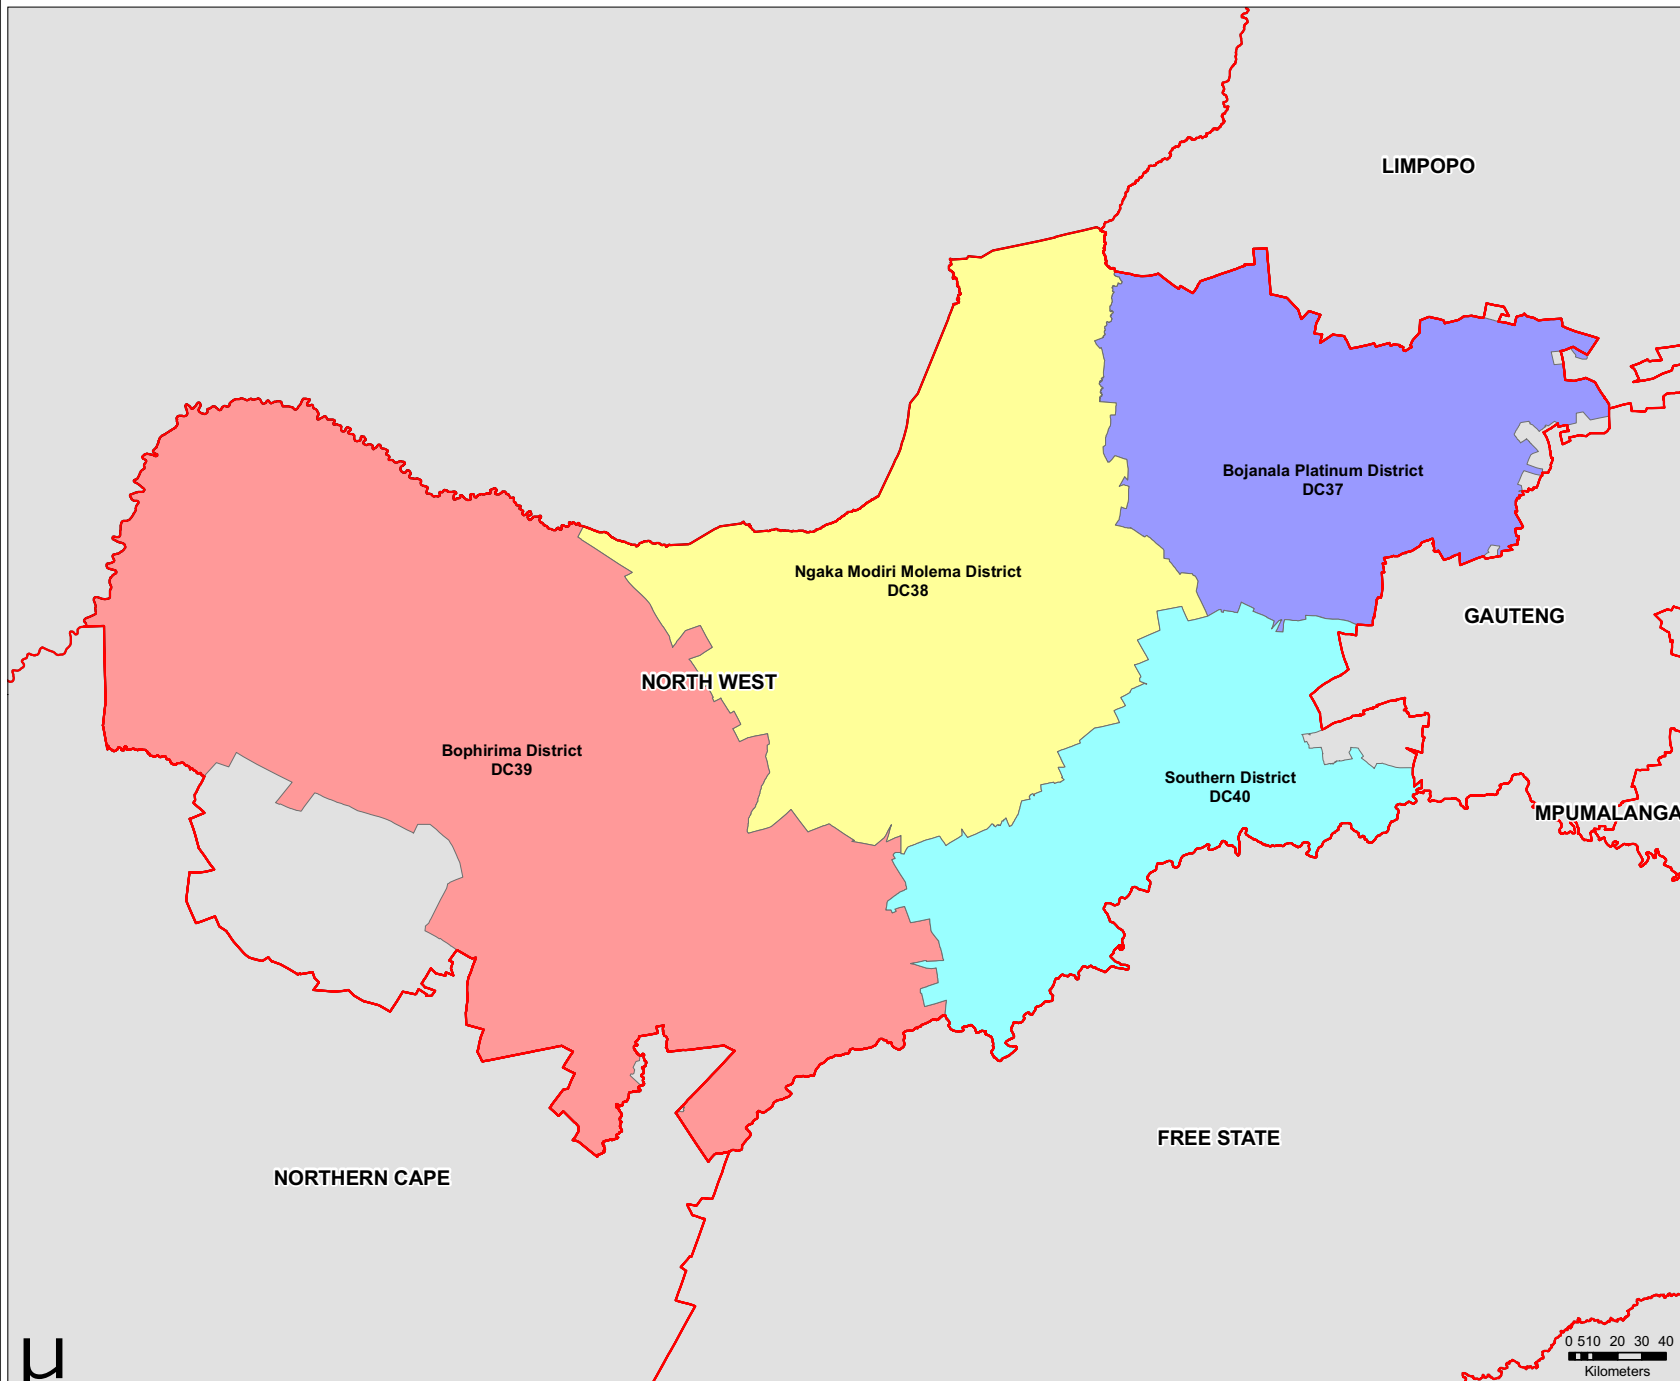 LIMPOPO
Bojanala Platinum District
DC37
Ngaka Modiri Molema District
DC38
GAUTENG
NORTH WEST
Bophirima District
DC39
Southern District
DC40
MPUMALANGA
FREE STATE
NORTHERN CAPE
0 510 20 30 40
Kilometers
µ